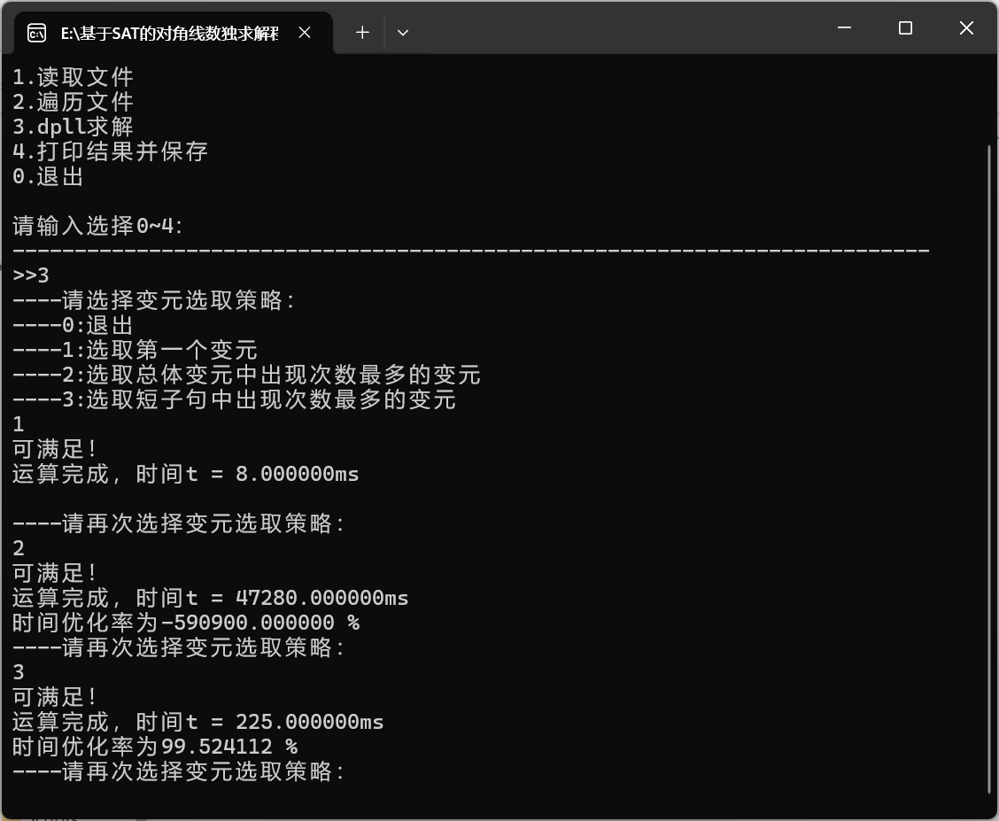 E:\基于SAT的对角线数独求解程
1.读取文件
2.遍历文件
3.dpll求解
4.打印结果并保存
0.退出
请输入选择0~4:
--------------------------------------------------------------------------
>>3
----请选择变元选取策略:
----0:退出
----1:选取第一个变元
----2:选取总体变元中出现次数最多的变元
----3:选取短子句中出现次数最多的变元
1
可满足!
运算完成, 时间t = 8.000000ms
----请再次选择变元选取策略:
2
可满足!
运算完成, 时间t = 47280.000000ms
时间优化率为-590900.000000 %
----请再次选择变元选取策略:
3
可满足!
运算完成, 时间t = 225.000000ms
时间优化率为99.524112 %
----请再次选择变元选取策略: